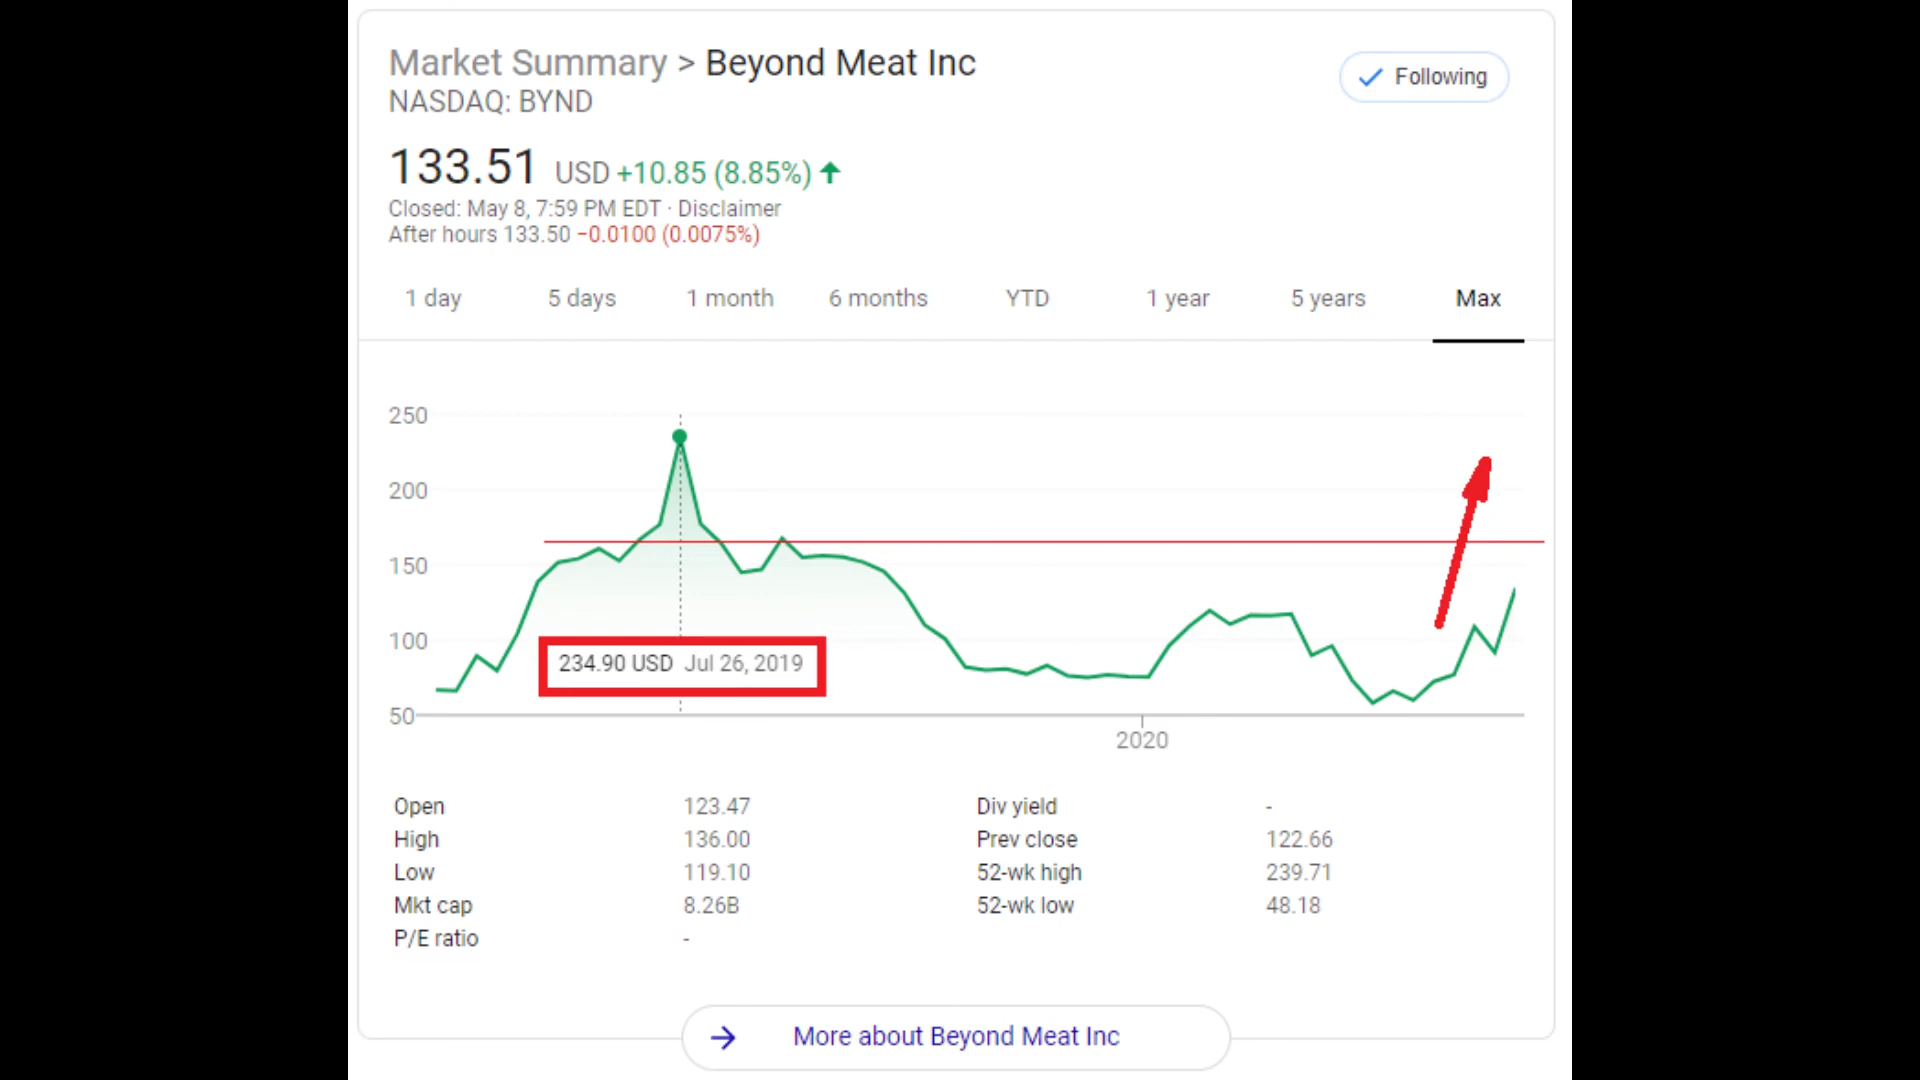 Market Summary > Beyond Meat Inc
Following
NASDAQ: BYND
133.51 USD +10.85 (8.85%)
Closed: May 8, 7:59 PM EDT · Disclaimer
After hours 133.50 −0.0100 (0.0075%)
1 day 5 days 1 month 6 months YTD 1 year 5 years Max
250
200
150
100
234.90 USD Jul 26, 2019
50
2020
Open 123.47 Div yield -
High 136.00 Prev close 122.66
Low 119.10 52-wk high 239.71
Mkt cap 8.26B 52-wk low 48.18
P/E ratio -
More about Beyond Meat Inc